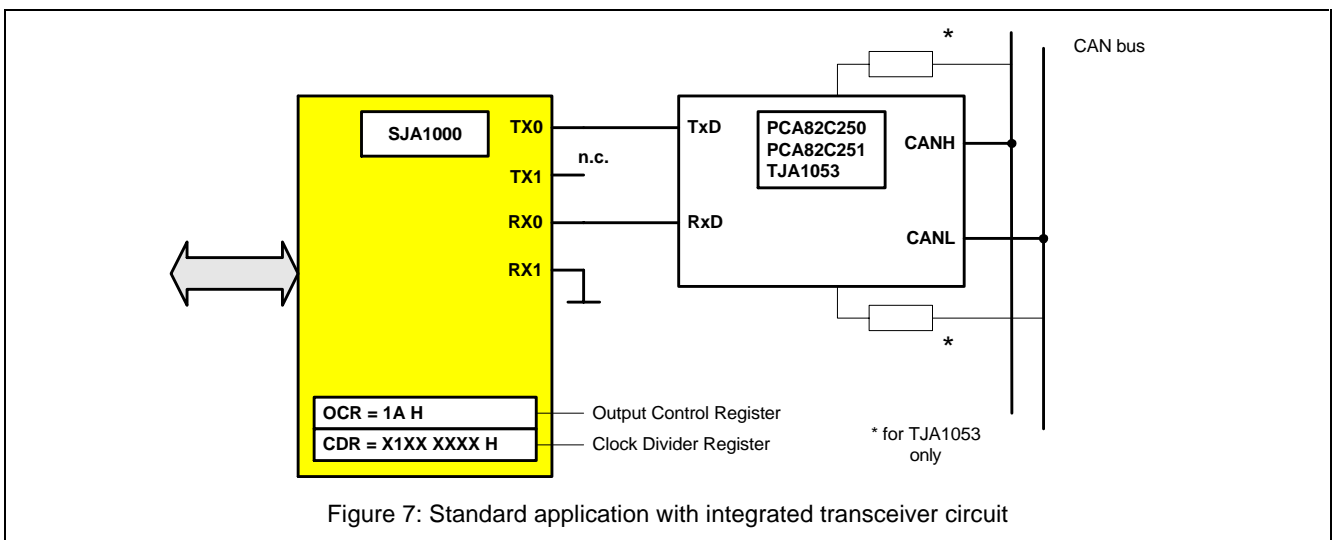 *
CAN bus
SJA1000
TX0
TxD
PCA82C250
PCA82C251
TJA1053
CANH
n.c.
TX1
RX0
RxD
CANL
RX1
*
OCR = 1A H
Output Control Register
CDR = X1XX XXXX H
Clock Divider Register
* for TJA1053
only
Figure 7: Standard application with integrated transceiver circuit